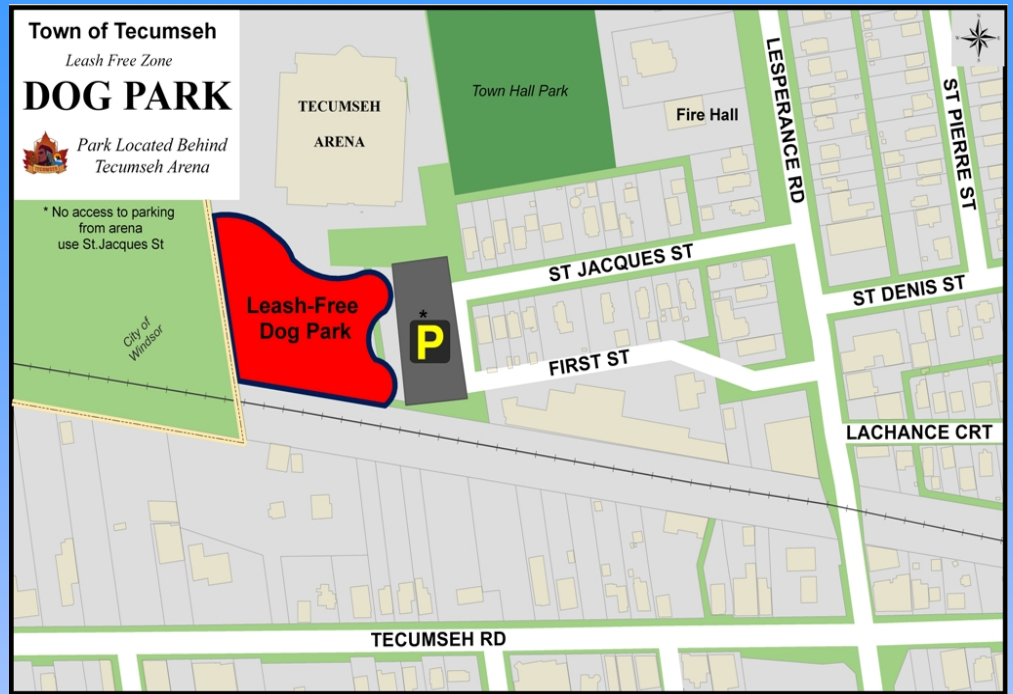 Town of Tecumseh
Leash Free Zone
DOG PARK
Park Located Behind
Tecumseh Arena
* No access to parking
from arena
use St.Jacques St
TECUMSEH
ARENA
Town Hall Park
Fire Hall
LESPERANCE RD
ST PIERRE ST
ST JACQUES ST
ST DENIS ST
Leash-Free
Dog Park
*
P
City of
Windsor
FIRST ST
LACHANCE CRT
TECUMSEH RD